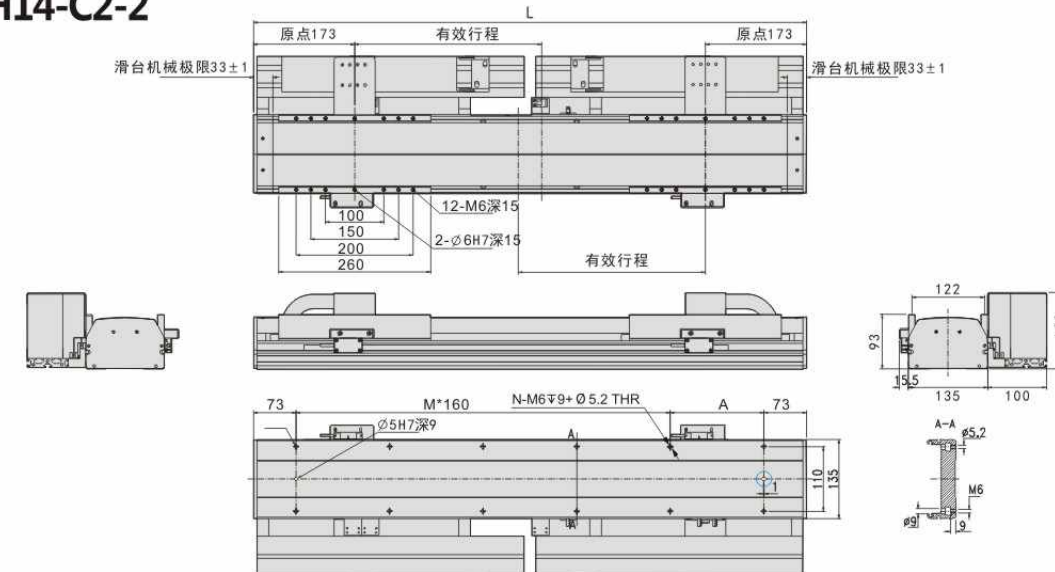 H14-C2-2
L
原点173
有效行程
原点173
滑台机械极限33±1
滑台机械极限33±1
12-M6深15
100
150
2-∅6H7深15
200
260
有效行程
122
93
15.5
135
100
73
M*160
N-M6↧9+Ø5.2 THR
A
73
∅5H7深9
A
A
1
110
135
A-A
ø5.2
M6
ø9
9